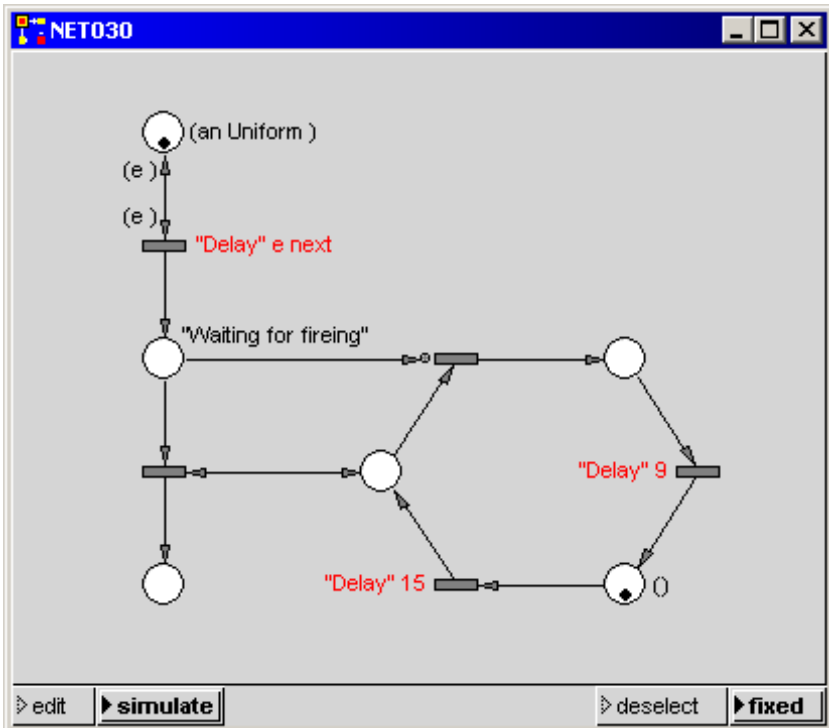 NET030
(an Uniform )
(e )
(e )
"Delay" e next
"Waiting for fireing"
"Delay" 9
"Delay" 15
()
edit
simulate
deselect
fixed